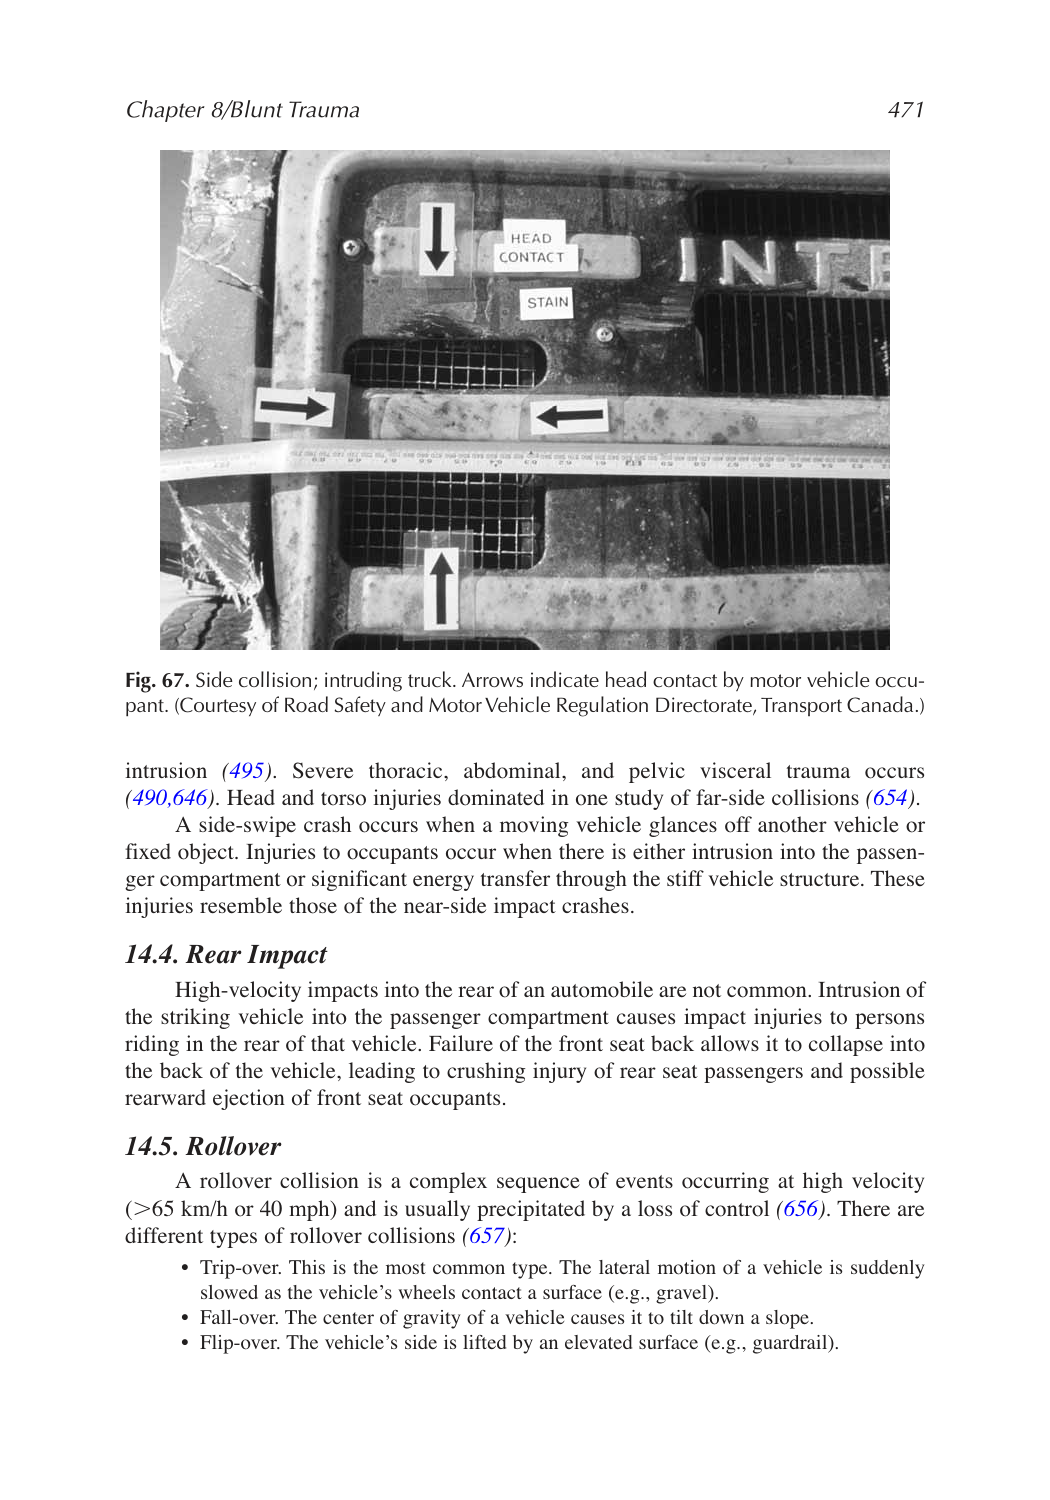 Chapter 8/Blunt Trauma 471
HEAD
CONTACT
INTE
STAIN
Fig. 67. Side collision; intruding truck. Arrows indicate head contact by motor vehicle occu-
pant. (Courtesy of Road Safety and Motor Vehicle Regulation Directorate, Transport Canada.)
intrusion (495). Severe thoracic, abdominal, and pelvic visceral trauma occurs
(490,646). Head and torso injuries dominated in one study of far-side collisions (654).
A side-swipe crash occurs when a moving vehicle glances off another vehicle or
fixed object. Injuries to occupants occur when there is either intrusion into the passen-
ger compartment or significant energy transfer through the stiff vehicle structure. These
injuries resemble those of the near-side impact crashes.
14.4. Rear Impact
High-velocity impacts into the rear of an automobile are not common. Intrusion of
the striking vehicle into the passenger compartment causes impact injuries to persons
riding in the rear of that vehicle. Failure of the front seat back allows it to collapse into
the back of the vehicle, leading to crushing injury of rear seat passengers and possible
rearward ejection of front seat occupants.
14.5. Rollover
A rollover collision is a complex sequence of events occurring at high velocity
(>65 km/h or 40 mph) and is usually precipitated by a loss of control (656). There are
different types of rollover collisions (657):
• Trip-over. This is the most common type. The lateral motion of a vehicle is suddenly
slowed as the vehicle's wheels contact a surface (e.g., gravel).
• Fall-over. The center of gravity of a vehicle causes it to tilt down a slope.
• Flip-over. The vehicle's side is lifted by an elevated surface (e.g., guardrail).